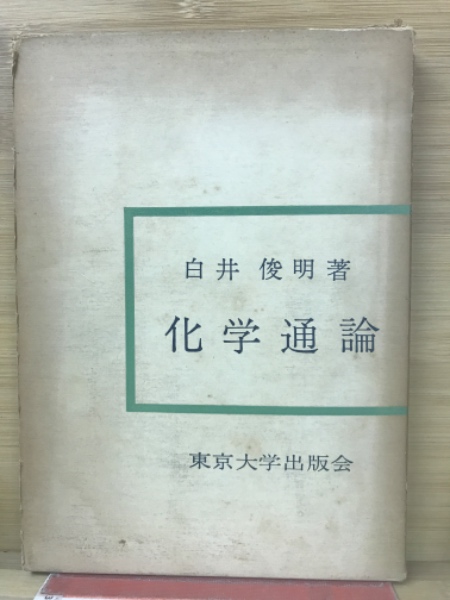 白井 俊明著
化学通論
東京大学出版会